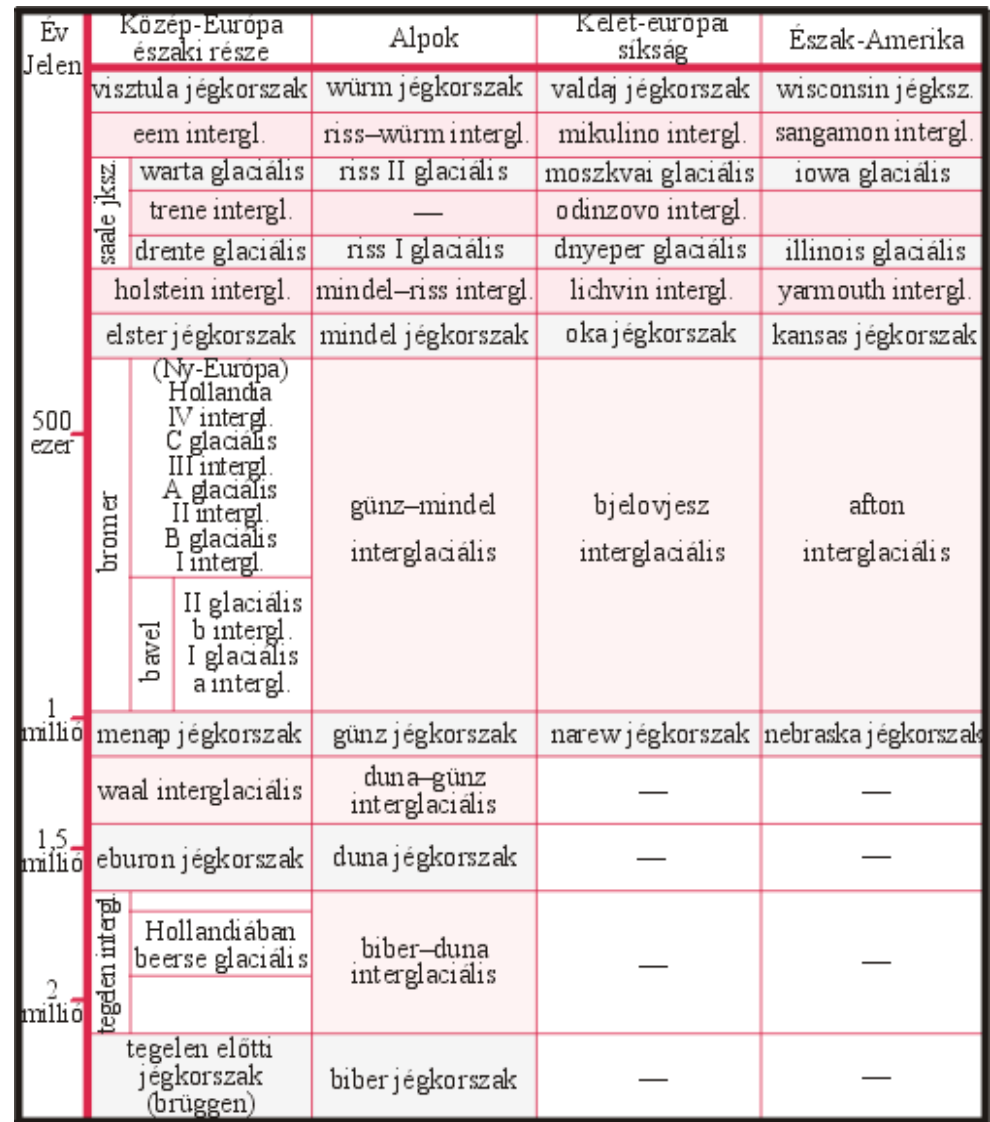 Év
Jelen
Közép-Európa
északi része
Alpok
Kelet-európai
síkság
Észak-Amerika
visztula jégkorszak
würm jégkorszak
valdaj jégkorszak
wisconsin jégksz.
eem intergl.
riss–würm intergl.
mikulino intergl.
sangamon intergl.
saale jksz.
warta glaciális
riss II glaciális
moszkvai glaciális
iowa glaciális
trene intergl.
—
odinzovo intergl.
drente glaciális
riss I glaciális
dnyeper glaciális
illinois glaciális
holstein intergl.
mindel–riss intergl.
lichvin intergl.
yarmouth intergl.
elster jégkorszak
mindel jégkorszak
oka jégkorszak
kansas jégkorszak
500
ezer
bromer
(Ny-Európa)
Hollandia
IV intergl.
C glaciális
III intergl.
A glaciális
II intergl.
B glaciális
I intergl.
bavel
II glaciális
b intergl.
I glaciális
a intergl.
günz–mindel
interglaciális
bjelovjesz
interglaciális
afton
interglaciális
1
millió
menap jégkorszak
günz jégkorszak
narew jégkorszak
nebraska jégkorszak
waal interglaciális
duna–günz
interglaciális
—
—
1,5
millió
eburon jégkorszak
duna jégkorszak
—
—
tegelen intergl.
Hollandiában
beerse glaciális
biber–duna
interglaciális
—
—
2
millió
tegelen előtti
jégkorszak
(brüggen)
biber jégkorszak
—
—